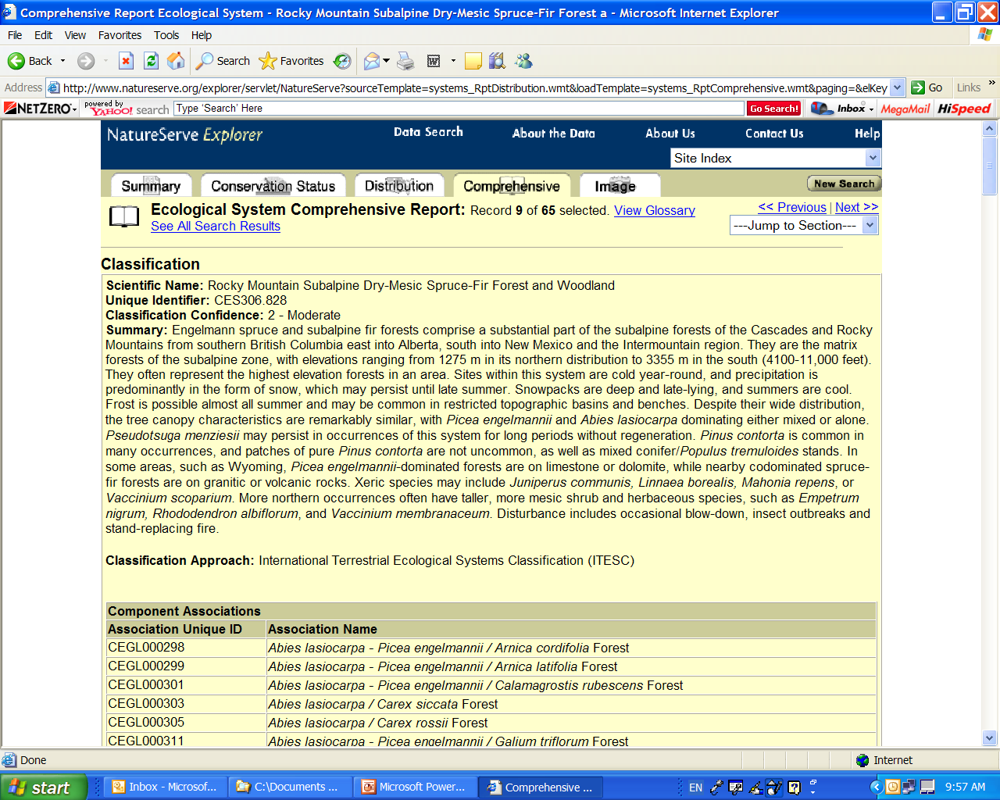 Comprehensive Report Ecological System - Rocky Mountain Subalpine Dry-Mesic Spruce-Fir Forest a - Microsoft Internet Explorer
File Edit View Favorites Tools Help
Back Search Favorites
Address http://www.natureserve.org/explorer/servlet/NatureServe?sourceTemplate=systems_RptDistribution.wmt&loadTemplate=systems_RptComprehensive.wmt&paging=&elKey Go Links »
NETZERO powered by YAHOO! search Type 'Search' Here Go Search! Inbox MegaMail HiSpeed
NatureServe Explorer Data Search About the Data About Us Contact Us Help
Site Index
Summary Conservation Status Distribution Comprehensive Image New Search
Ecological System Comprehensive Report: Record 9 of 65 selected. View Glossary << Previous | Next >>
See All Search Results ---Jump to Section---
Classification
Scientific Name: Rocky Mountain Subalpine Dry-Mesic Spruce-Fir Forest and Woodland
Unique Identifier: CES306.828
Classification Confidence: 2 - Moderate
Summary: Engelmann spruce and subalpine fir forests comprise a substantial part of the subalpine forests of the Cascades and Rocky
Mountains from southern British Columbia east into Alberta, south into New Mexico and the Intermountain region. They are the matrix
forests of the subalpine zone, with elevations ranging from 1275 m in its northern distribution to 3355 m in the south (4100-11,000 feet).
They often represent the highest elevation forests in an area. Sites within this system are cold year-round, and precipitation is
predominantly in the form of snow, which may persist until late summer. Snowpacks are deep and late-lying, and summers are cool.
Frost is possible almost all summer and may be common in restricted topographic basins and benches. Despite their wide distribution,
the tree canopy characteristics are remarkably similar, with Picea engelmannii and Abies lasiocarpa dominating either mixed or alone.
Pseudotsuga menziesii may persist in occurrences of this system for long periods without regeneration. Pinus contorta is common in
many occurrences, and patches of pure Pinus contorta are not uncommon, as well as mixed conifer/Populus tremuloides stands. In
some areas, such as Wyoming, Picea engelmannii-dominated forests are on limestone or dolomite, while nearby codominated spruce-
fir forests are on granitic or volcanic rocks. Xeric species may include Juniperus communis, Linnaea borealis, Mahonia repens, or
Vaccinium scoparium. More northern occurrences often have taller, more mesic shrub and herbaceous species, such as Empetrum
nigrum, Rhododendron albiflorum, and Vaccinium membranaceum. Disturbance includes occasional blow-down, insect outbreaks and
stand-replacing fire.
Classification Approach: International Terrestrial Ecological Systems Classification (ITESC)
Component Associations
Association Unique ID Association Name
CEGL000298 Abies lasiocarpa - Picea engelmannii / Arnica cordifolia Forest
CEGL000299 Abies lasiocarpa - Picea engelmannii / Arnica latifolia Forest
CEGL000301 Abies lasiocarpa - Picea engelmannii / Calamagrostis rubescens Forest
CEGL000303 Abies lasiocarpa / Carex siccata Forest
CEGL000305 Abies lasiocarpa / Carex rossii Forest
CEGL000311 Abies lasiocarpa - Picea engelmannii / Galium triflorum Forest
Done Internet
start Inbox - Microsof... C:\Documents ... Microsoft Power... Comprehensive ... EN 9:57 AM